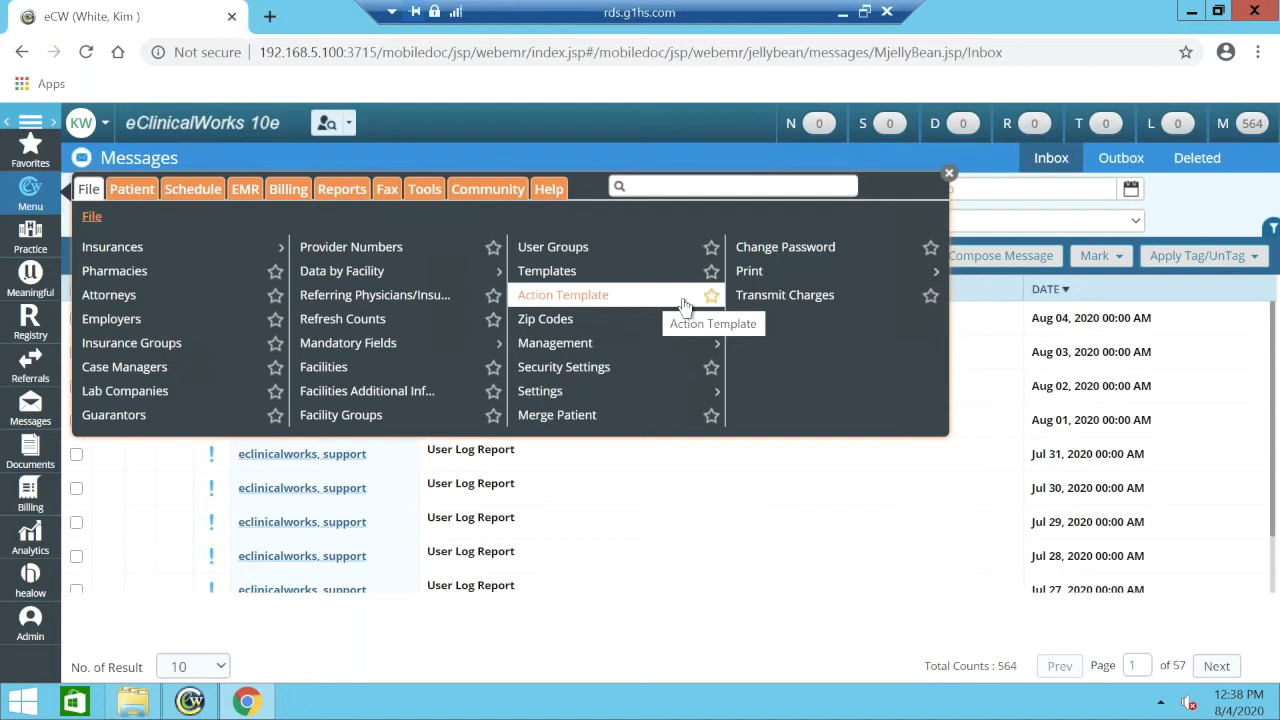 eCW (White, Kim )
rds.g1hs.com
Not secure
192.168.5.100:3715/mobiledoc/jsp/webemr/index.jsp#/mobiledoc/jsp/webemr/jellybean/messages/MjellyBean.jsp/Inbox
Apps
KW
eClinicalWorks 10e
N 0
S 0
D 0
R 0
T 0
L 0
M 564
Favorites
Menu
Practice
Meaningful
Registry
Referrals
Messages
Documents
Billing
Analytics
healow
Admin
Messages
Inbox
Outbox
Deleted
File
Patient
Schedule
EMR
Billing
Reports
Fax
Tools
Community
Help
File
Insurances
Pharmacies
Attorneys
Employers
Insurance Groups
Case Managers
Lab Companies
Guarantors
Provider Numbers
Data by Facility
Referring Physicians/Insu...
Refresh Counts
Mandatory Fields
Facilities
Facilities Additional Inf...
Facility Groups
User Groups
Templates
Action Template
Zip Codes
Management
Security Settings
Settings
Merge Patient
Change Password
Print
Transmit Charges
Action Template
Compose Message
Mark
Apply Tag/UnTag
DATE
Aug 04, 2020 00:00 AM
Aug 03, 2020 00:00 AM
Aug 02, 2020 00:00 AM
Aug 01, 2020 00:00 AM
! eclinicalworks, support User Log Report Jul 31, 2020 00:00 AM
! eclinicalworks, support User Log Report Jul 30, 2020 00:00 AM
! eclinicalworks, support User Log Report Jul 29, 2020 00:00 AM
! eclinicalworks, support User Log Report Jul 28, 2020 00:00 AM
! eclinicalworks, support User Log Report Jul 27, 2020 00:00 AM
No. of Result 10
Total Counts : 564
Prev
Page 1 of 57
Next
12:38 PM
8/4/2020